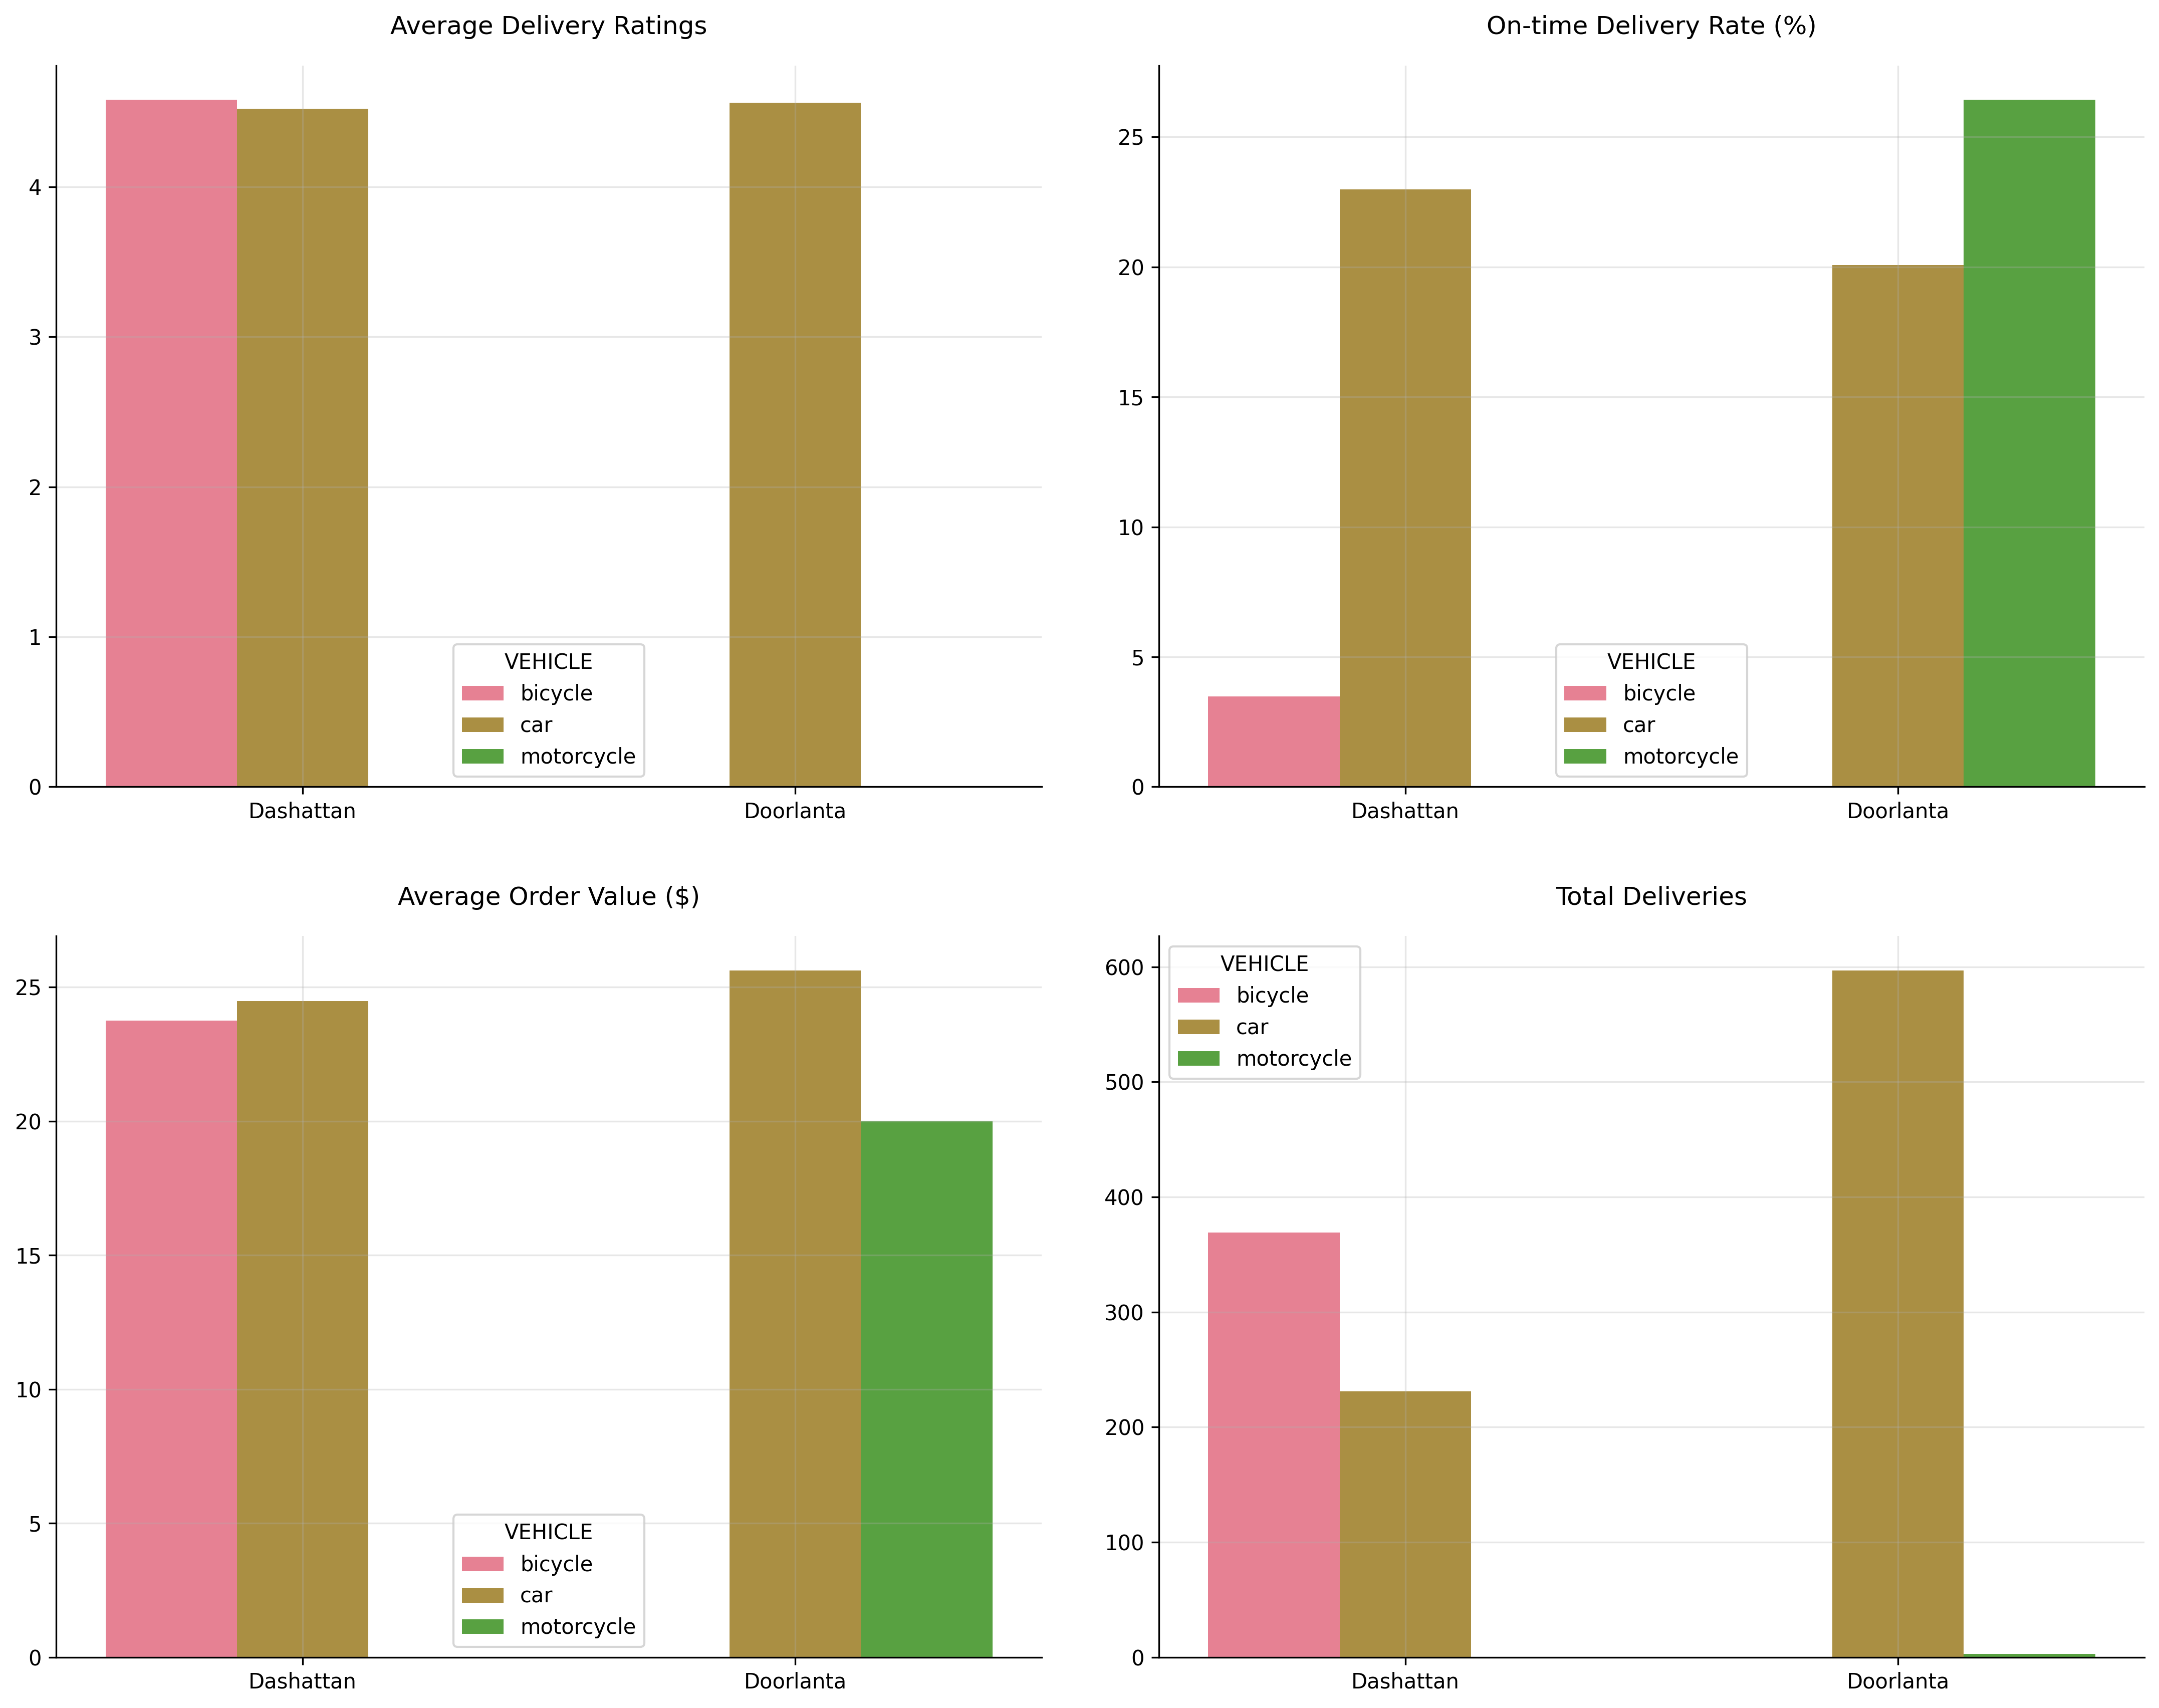 Average Delivery Ratings
4
3
2
1
0
VEHICLE
bicycle
car
motorcycle
Dashattan
Doorlanta
On-time Delivery Rate (%)
25
20
15
10
5
0
VEHICLE
bicycle
car
motorcycle
Dashattan
Doorlanta
Average Order Value ($)
25
20
15
10
5
0
VEHICLE
bicycle
car
motorcycle
Dashattan
Doorlanta
Total Deliveries
600
500
400
300
200
100
0
VEHICLE
bicycle
car
motorcycle
Dashattan
Doorlanta